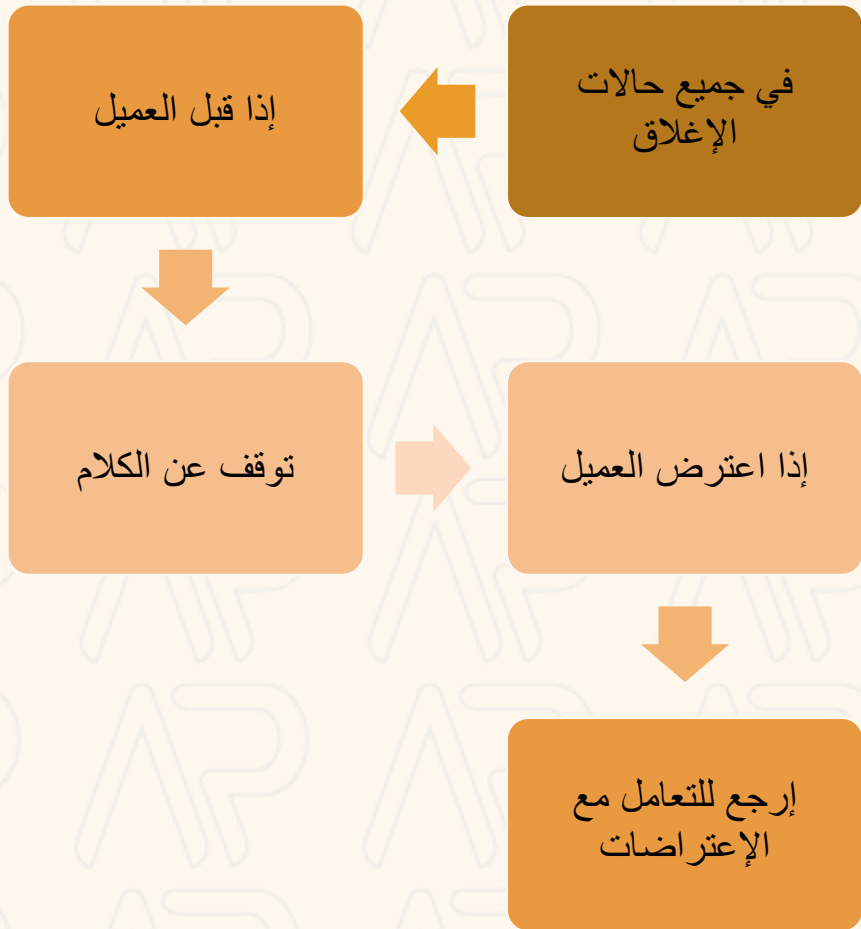 في جميع حالات
الإغلاق
إذا قبل العميل
توقف عن الكلام
إذا اعترض العميل
إرجع للتعامل مع
الإعتراضات